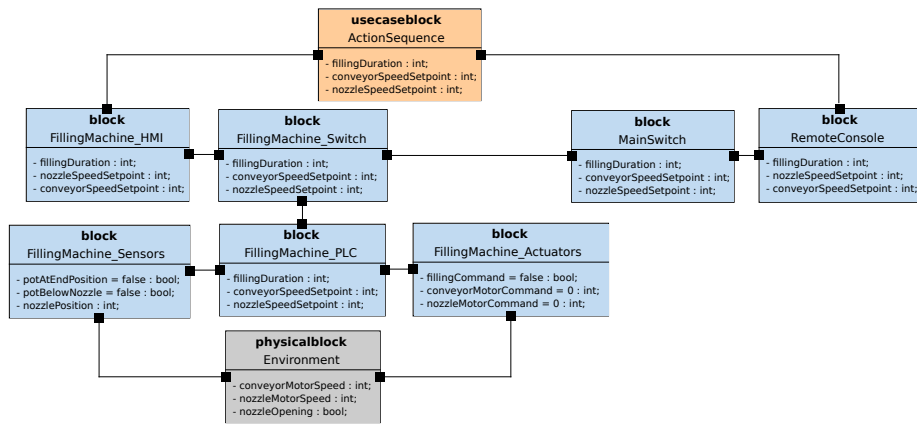 usecaseblock
ActionSequence
- fillingDuration : int;
- conveyorSpeedSetpoint : int;
- nozzleSpeedSetpoint : int;
block
FillingMachine_HMI
- fillingDuration : int;
- nozzleSpeedSetpoint : int;
- conveyorSpeedSetpoint : int;
block
FillingMachine_Switch
- fillingDuration : int;
- conveyorSpeedSetpoint : int;
- nozzleSpeedSetpoint : int;
block
MainSwitch
- fillingDuration : int;
- conveyorSpeedSetpoint : int;
- nozzleSpeedSetpoint : int;
block
RemoteConsole
- fillingDuration : int;
- nozzleSpeedSetpoint : int;
- conveyorSpeedSetpoint : int;
block
FillingMachine_Sensors
- potAtEndPosition = false : bool;
- potBelowNozzle = false : bool;
- nozzlePosition : int;
block
FillingMachine_PLC
- fillingDuration : int;
- conveyorSpeedSetpoint : int;
- nozzleSpeedSetpoint : int;
block
FillingMachine_Actuators
- fillingCommand = false : bool;
- conveyorMotorCommand = 0 : int;
- nozzleMotorCommand = 0 : int;
physicalblock
Environment
- conveyorMotorSpeed : int;
- nozzleMotorSpeed : int;
- nozzleOpening : bool;